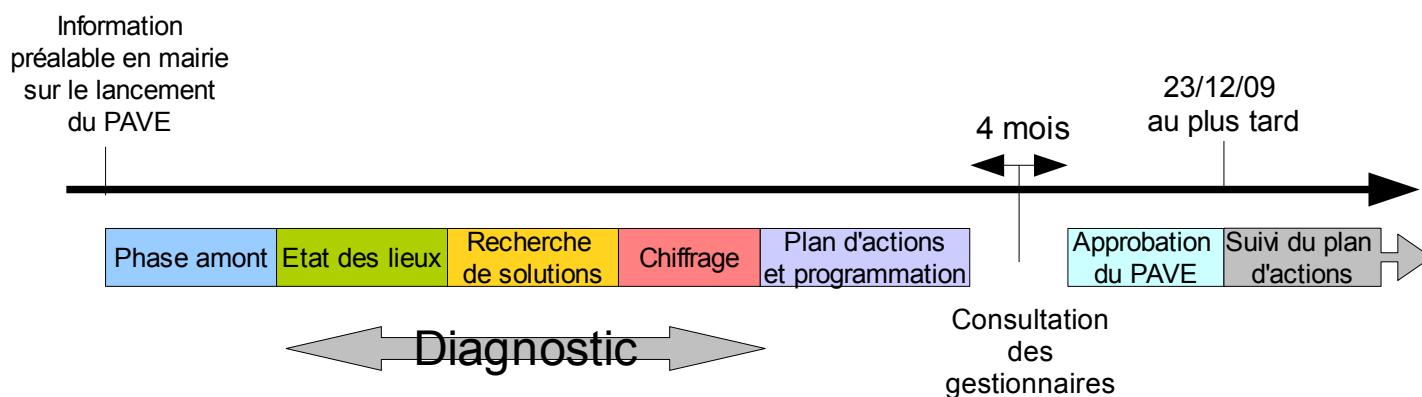 Information
préalable en mairie
sur le lancement
du PAVE
4 mois
23/12/09
au plus tard
Phase amont
Etat des lieux
Recherche
de solutions
Chiffrage
Plan d'actions
et programmation
Approbation
du PAVE
Suivi du plan
d'actions
Diagnostic
Consultation
des
gestionnaires